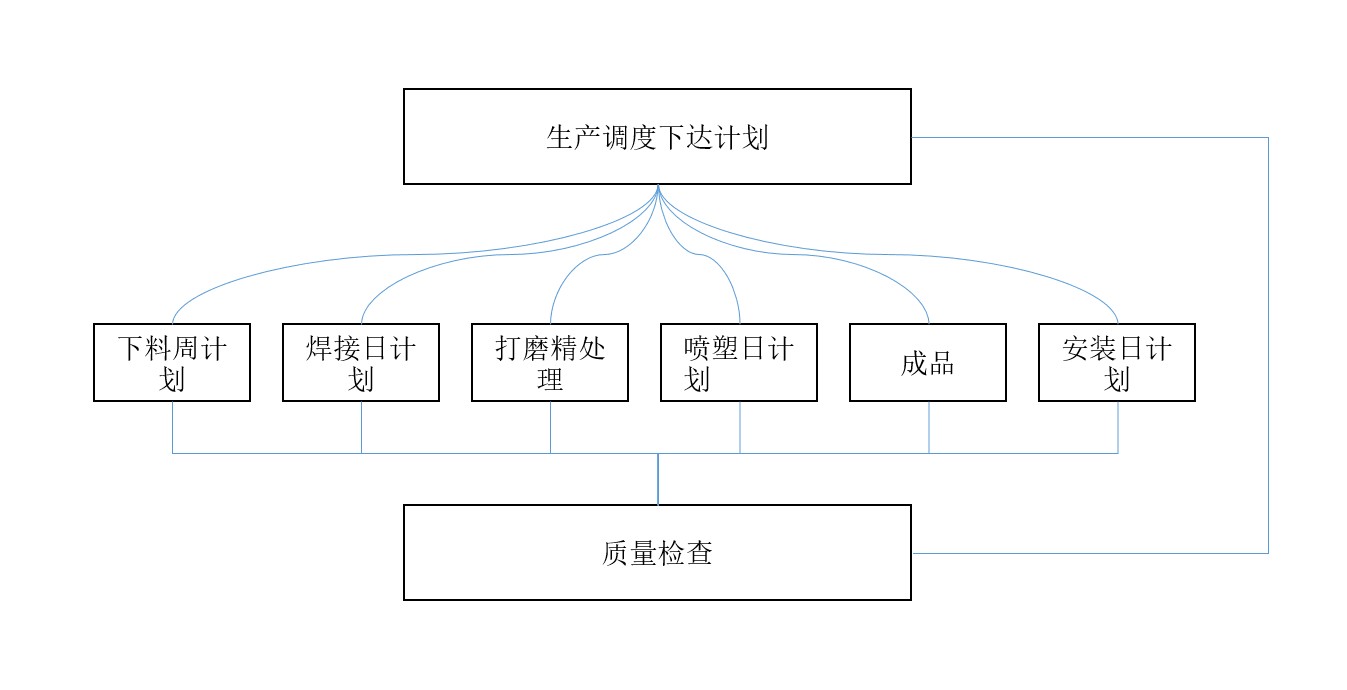 生产调度下达计划
下料周计
划
焊接日计
划
打磨精处
理
喷塑日计
划
成品
安装日计
划
质量检查